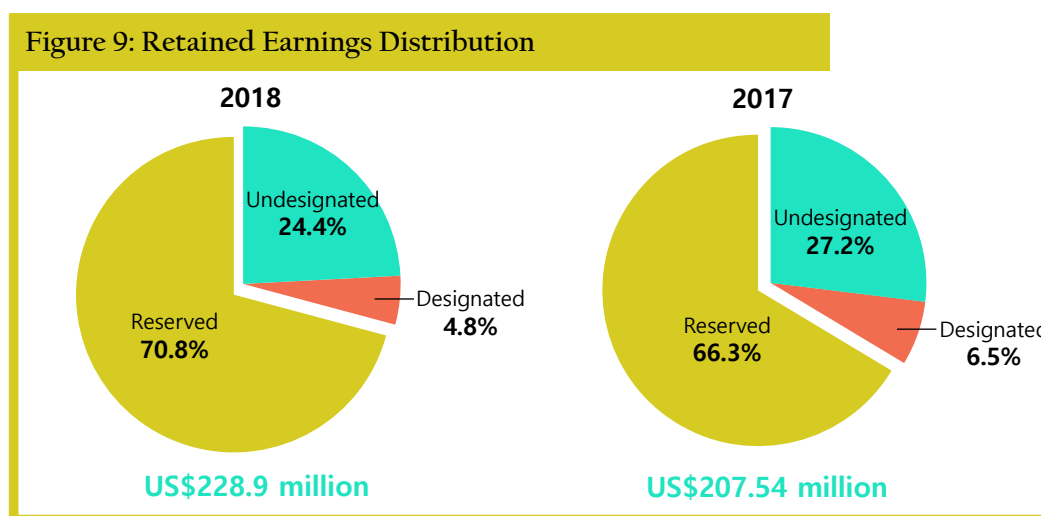 Figure 9: Retained Earnings Distribution
2018
Undesignated
24.4%
Designated
4.8%
Reserved
70.8%
US$228.9 million
2017
Undesignated
27.2%
Designated
6.5%
Reserved
66.3%
US$207.54 million